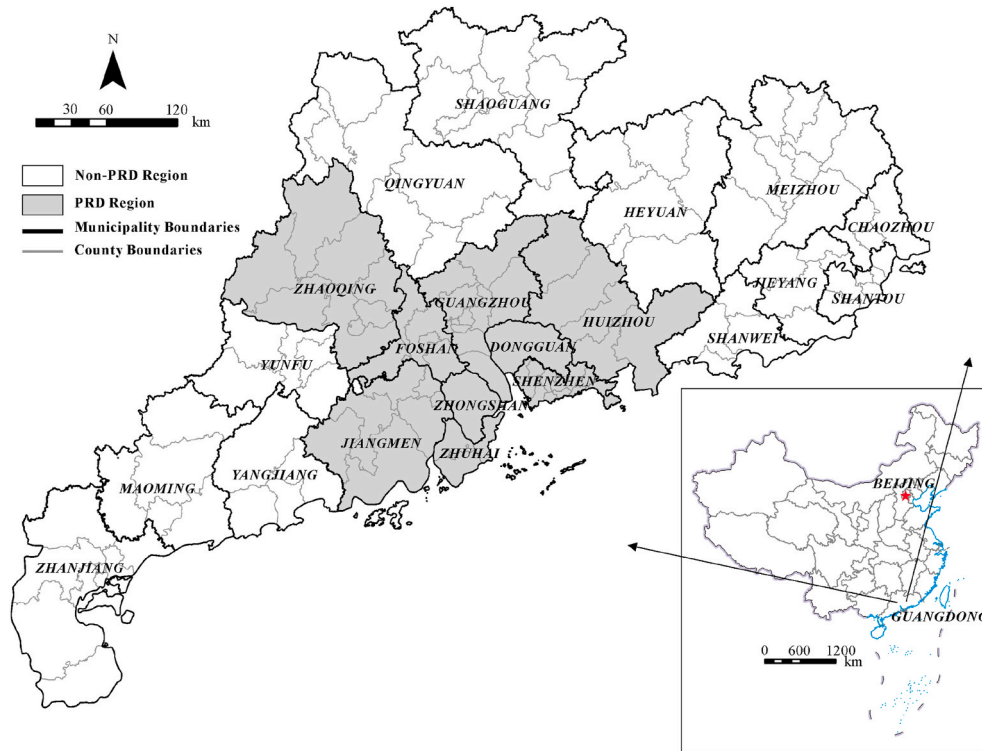 N
30 60 120
km
Non-PRD Region
PRD Region
Municipality Boundaries
County Boundaries
SHAOGUANG
QINGYUAN
MEIZHOU
HEYUAN
CHAOZHOU
ZHAOQING
GUANGZHOU
JIEYANG
SHANTOU
HUIZHOU
FOSHAN
DONGGUAN
SHANWEI
YUNFU
SHENZHEN
ZHONGSHAN
JIANGMEN
ZHUHAI
YANGJIANG
MAOMING
ZHANJIANG
BEIJING
GUANGDONG
0 600 1200
km